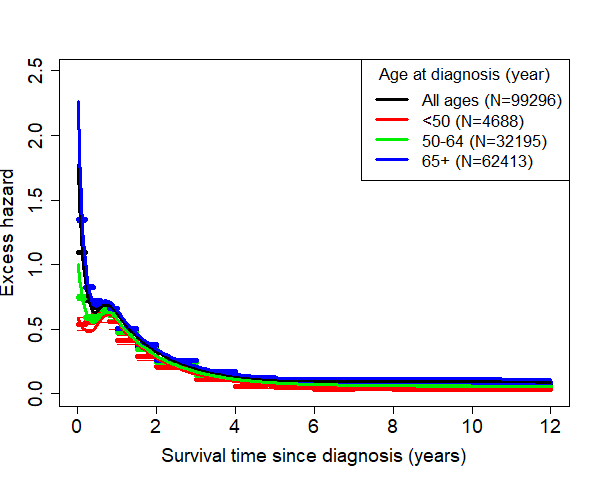 Age at diagnosis (year)
All ages (N=99296)
<50 (N=4688)
50-64 (N=32195)
65+ (N=62413)
Excess hazard
2.5
2.0
1.5
1.0
0.5
0.0
0 2 4 6 8 10 12
Survival time since diagnosis (years)